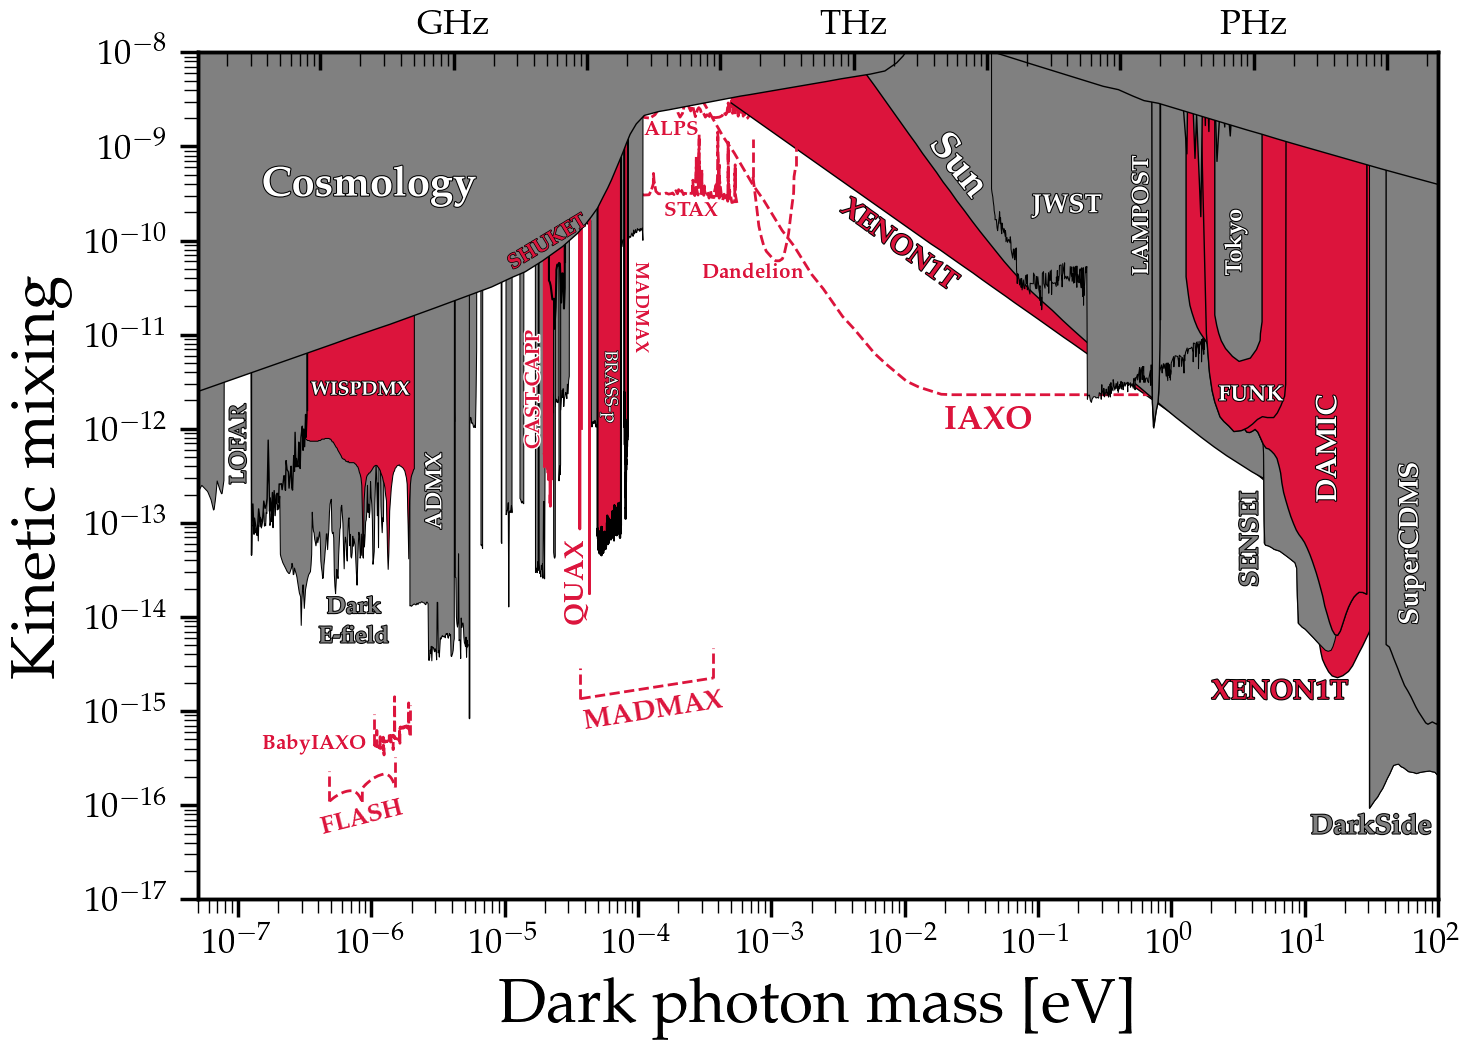 GHz THz PHz
10⁻⁸
10⁻⁹
10⁻¹⁰
10⁻¹¹
10⁻¹²
10⁻¹³
10⁻¹⁴
10⁻¹⁵
10⁻¹⁶
10⁻¹⁷
Kinetic mixing
Cosmology
SHUKET
LOFAR
WISPDMX
ADMX
CAST-CAPP
QUAX
BRASS-p
MADMAX
ALPS
STAX
Dandelion
XENON1T
Sun
JWST
LAMPOST
Tokyo
FUNK
DAMIC
SENSEI
SuperCDMS
IAXO
Dark
E-field
MADMAX
BabyIAXO
FLASH
XENON1T
DarkSide
10⁻⁷ 10⁻⁶ 10⁻⁵ 10⁻⁴ 10⁻³ 10⁻² 10⁻¹ 10⁰ 10¹ 10²
Dark photon mass [eV]